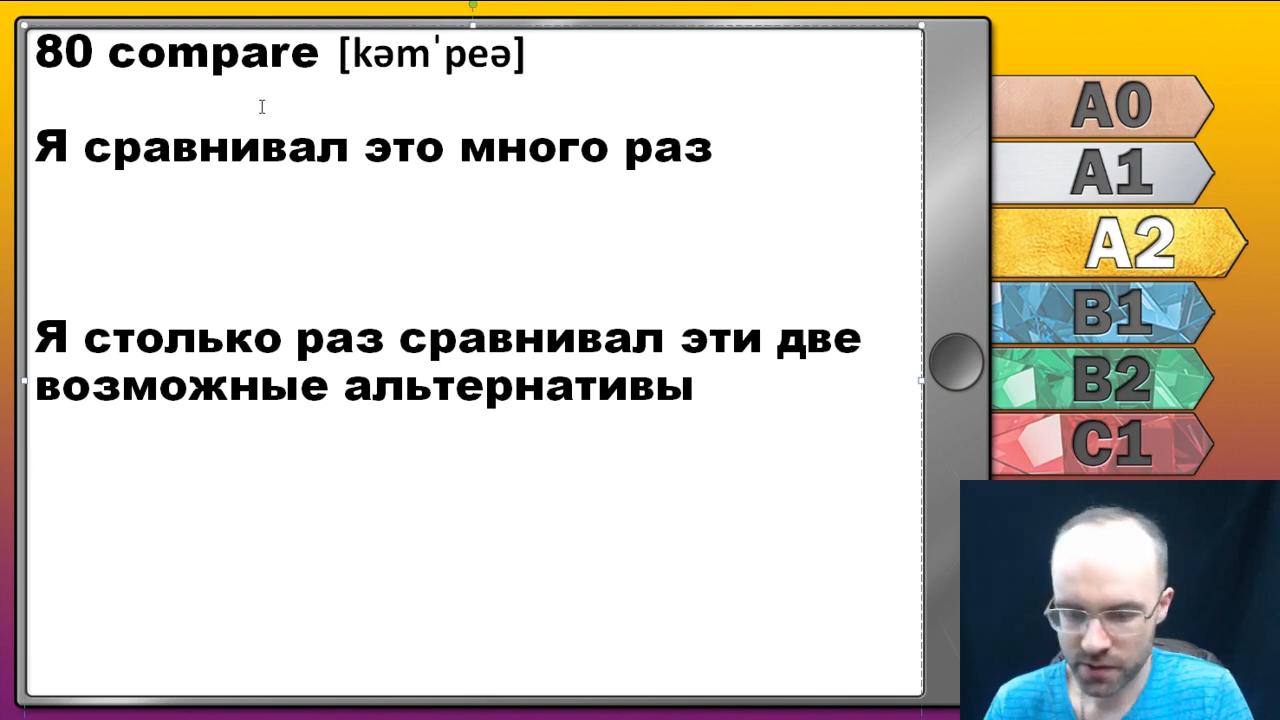 80 compare [kəmˈpeə]
Я сравнивал это много раз
Я столько раз сравнивал эти две
возможные альтернативы
A0
A1
A2
B1
B2
C1